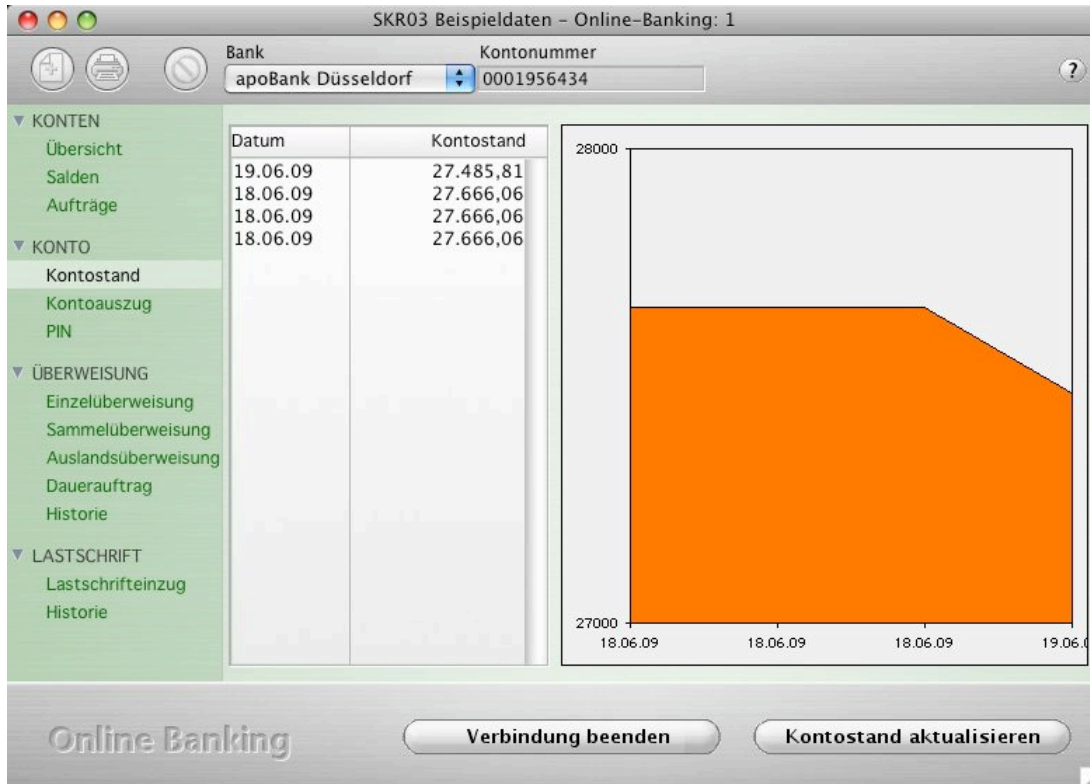 SKR03 Beispieldaten – Online-Banking: 1
Bank
Kontonummer
apoBank Düsseldorf
0001956434
?
KONTEN
Übersicht
Salden
Aufträge
KONTO
Kontostand
Kontoauszug
PIN
ÜBERWEISUNG
Einzelüberweisung
Sammelüberweisung
Auslandsüberweisung
Dauerauftrag
Historie
LASTSCHRIFT
Lastschrifteinzug
Historie
Datum Kontostand
19.06.09 27.485,81
18.06.09 27.666,06
18.06.09 27.666,06
18.06.09 27.666,06
28000
27000
18.06.09 18.06.09 18.06.09 19.06.0
Online Banking
Verbindung beenden
Kontostand aktualisieren